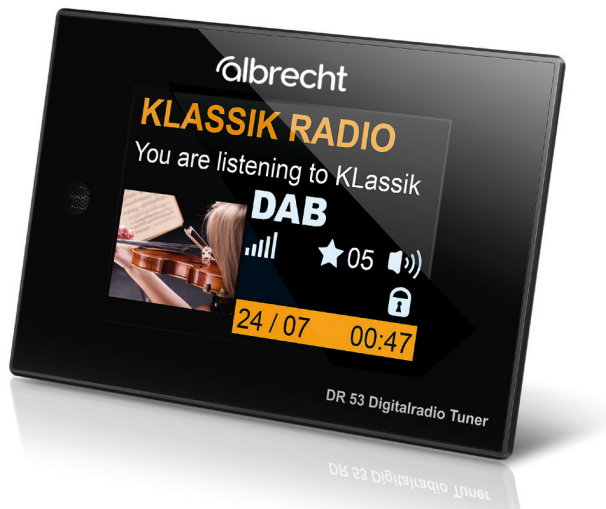 albrecht
KLASSIK RADIO
You are listening to KLassik
DAB
05
24 / 07 00:47
DR 53 Digitalradio Tuner
DR 53 Digitalradio Tuner